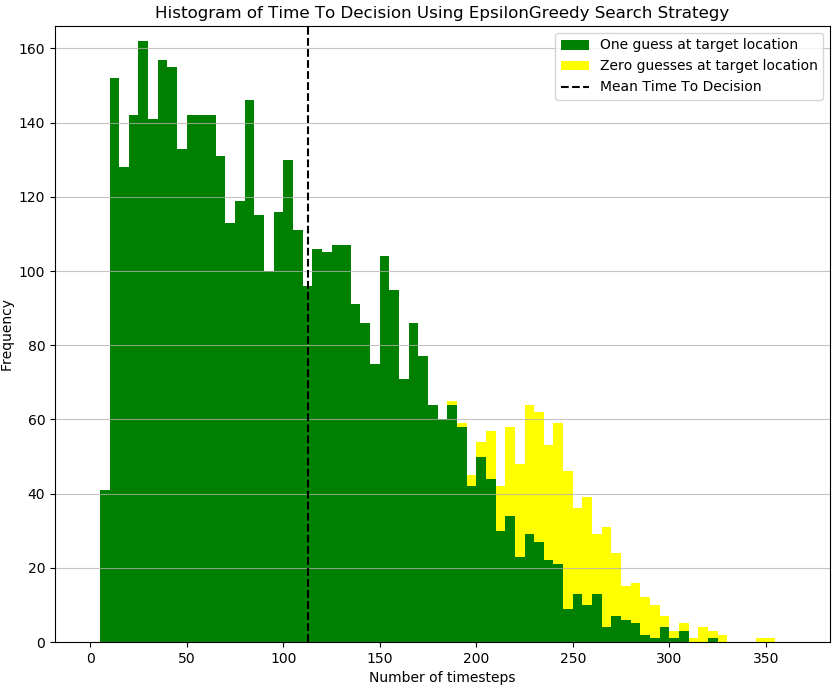 Histogram of Time To Decision Using EpsilonGreedy Search Strategy
One guess at target location
Zero guesses at target location
Mean Time To Decision
Frequency
160
140
120
100
80
60
40
20
0
0 50 100 150 200 250 300 350
Number of timesteps